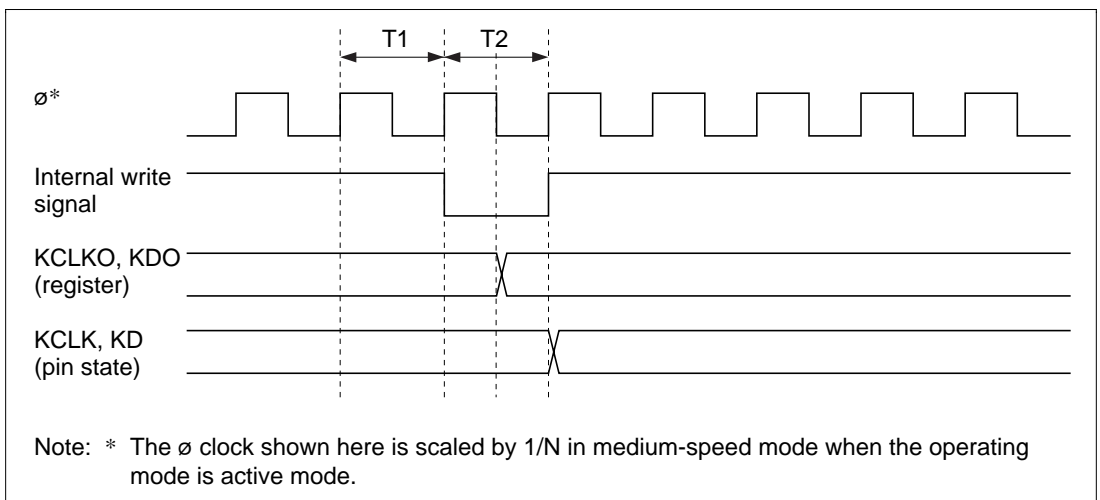 T1 T2
ø*
Internal write
signal
KCLKO, KDO
(register)
KCLK, KD
(pin state)
Note: * The ø clock shown here is scaled by 1/N in medium-speed mode when the operating
mode is active mode.